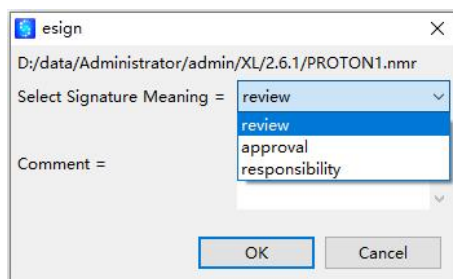 esign
D:/data/Administrator/admin/XL/2.6.1/PROTON1.nmr
Select Signature Meaning = review
review
approval
responsibility
Comment =
OK Cancel